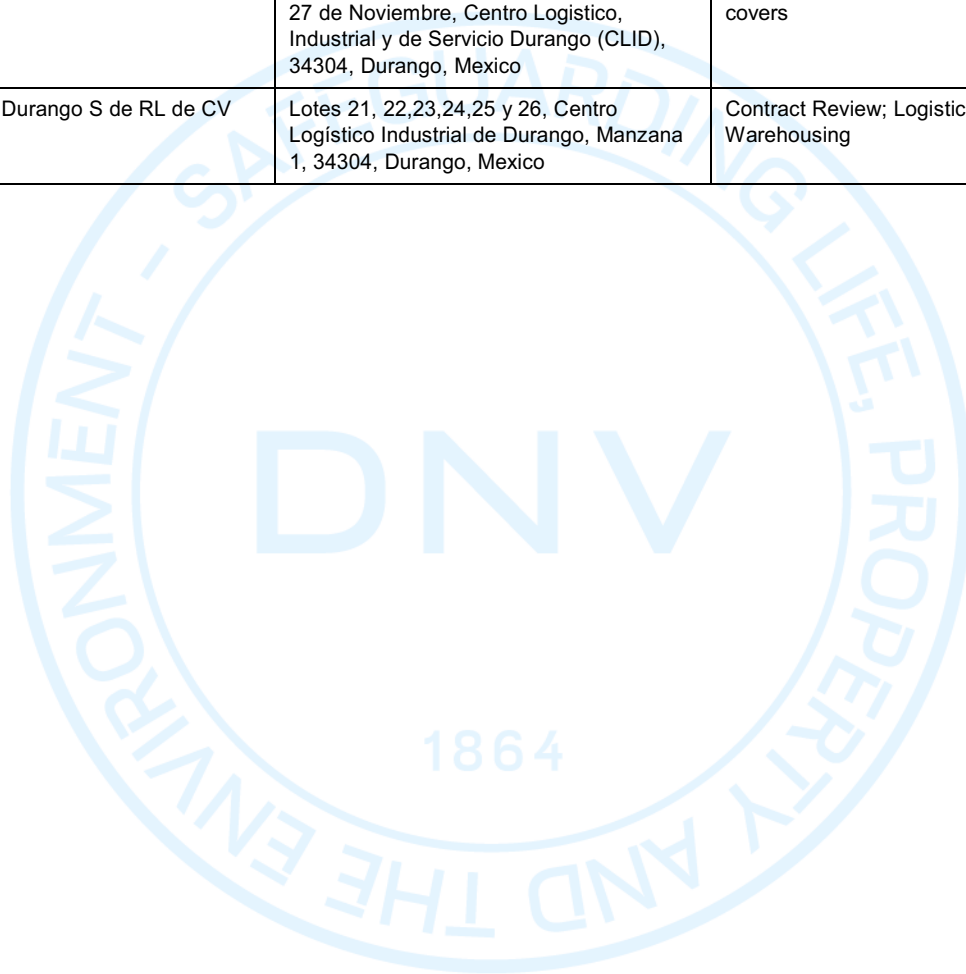 27 de Noviembre, Centro Logistico,
Industrial y de Servicio Durango (CLID),
34304, Durango, Mexico
covers
Durango S de RL de CV
Lotes 21, 22,23,24,25 y 26, Centro
Logístico Industrial de Durango, Manzana
1, 34304, Durango, Mexico
Contract Review; Logistic
Warehousing
SAFEGUARDING LIFE, PROPERTY AND THE ENVIRONMENT -
DNV
1864